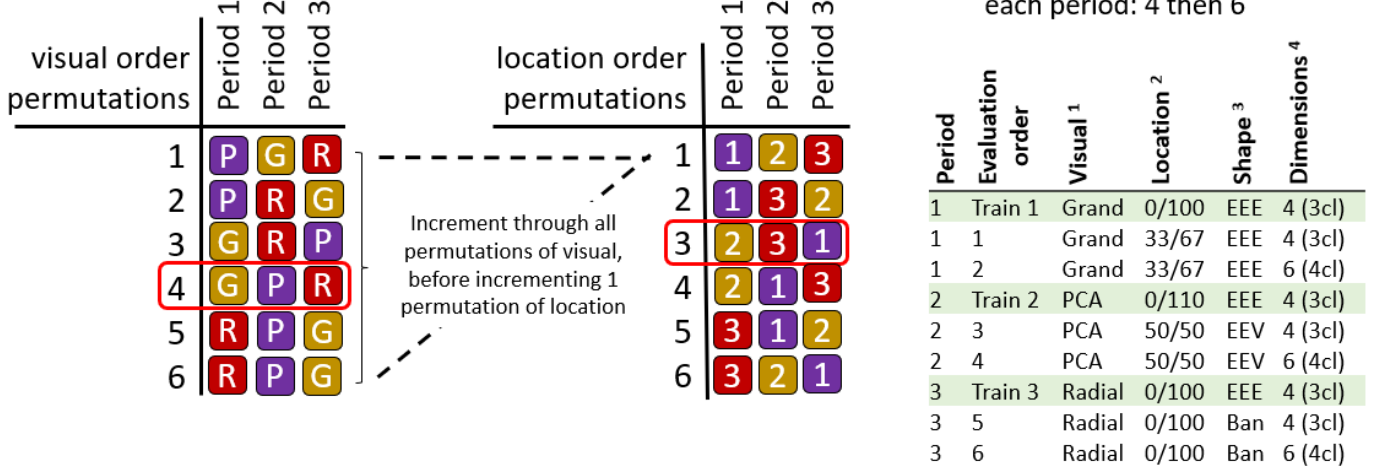 each period: 4 then 6
visual order
permutations
Period 1
Period 2
Period 3
1 P G R
2 P R G
3 G R P
4 G P R
5 R P G
6 R P G
Increment through all
permutations of visual,
before incrementing 1
permutation of location
location order
permutations
Period 1
Period 2
Period 3
1 1 2 3
2 1 3 2
3 2 3 1
4 2 1 3
5 3 1 2
6 3 2 1
Period
Evaluation
order
Visual 1
Location 2
Shape 3
Dimensions 4
1 Train 1 Grand 0/100 EEE 4 (3cl)
1 1 Grand 33/67 EEE 4 (3cl)
1 2 Grand 33/67 EEE 6 (4cl)
2 Train 2 PCA 0/110 EEE 4 (3cl)
2 3 PCA 50/50 EEV 4 (3cl)
2 4 PCA 50/50 EEV 6 (4cl)
3 Train 3 Radial 0/100 EEE 4 (3cl)
3 5 Radial 0/100 Ban 4 (3cl)
3 6 Radial 0/100 Ban 6 (4cl)